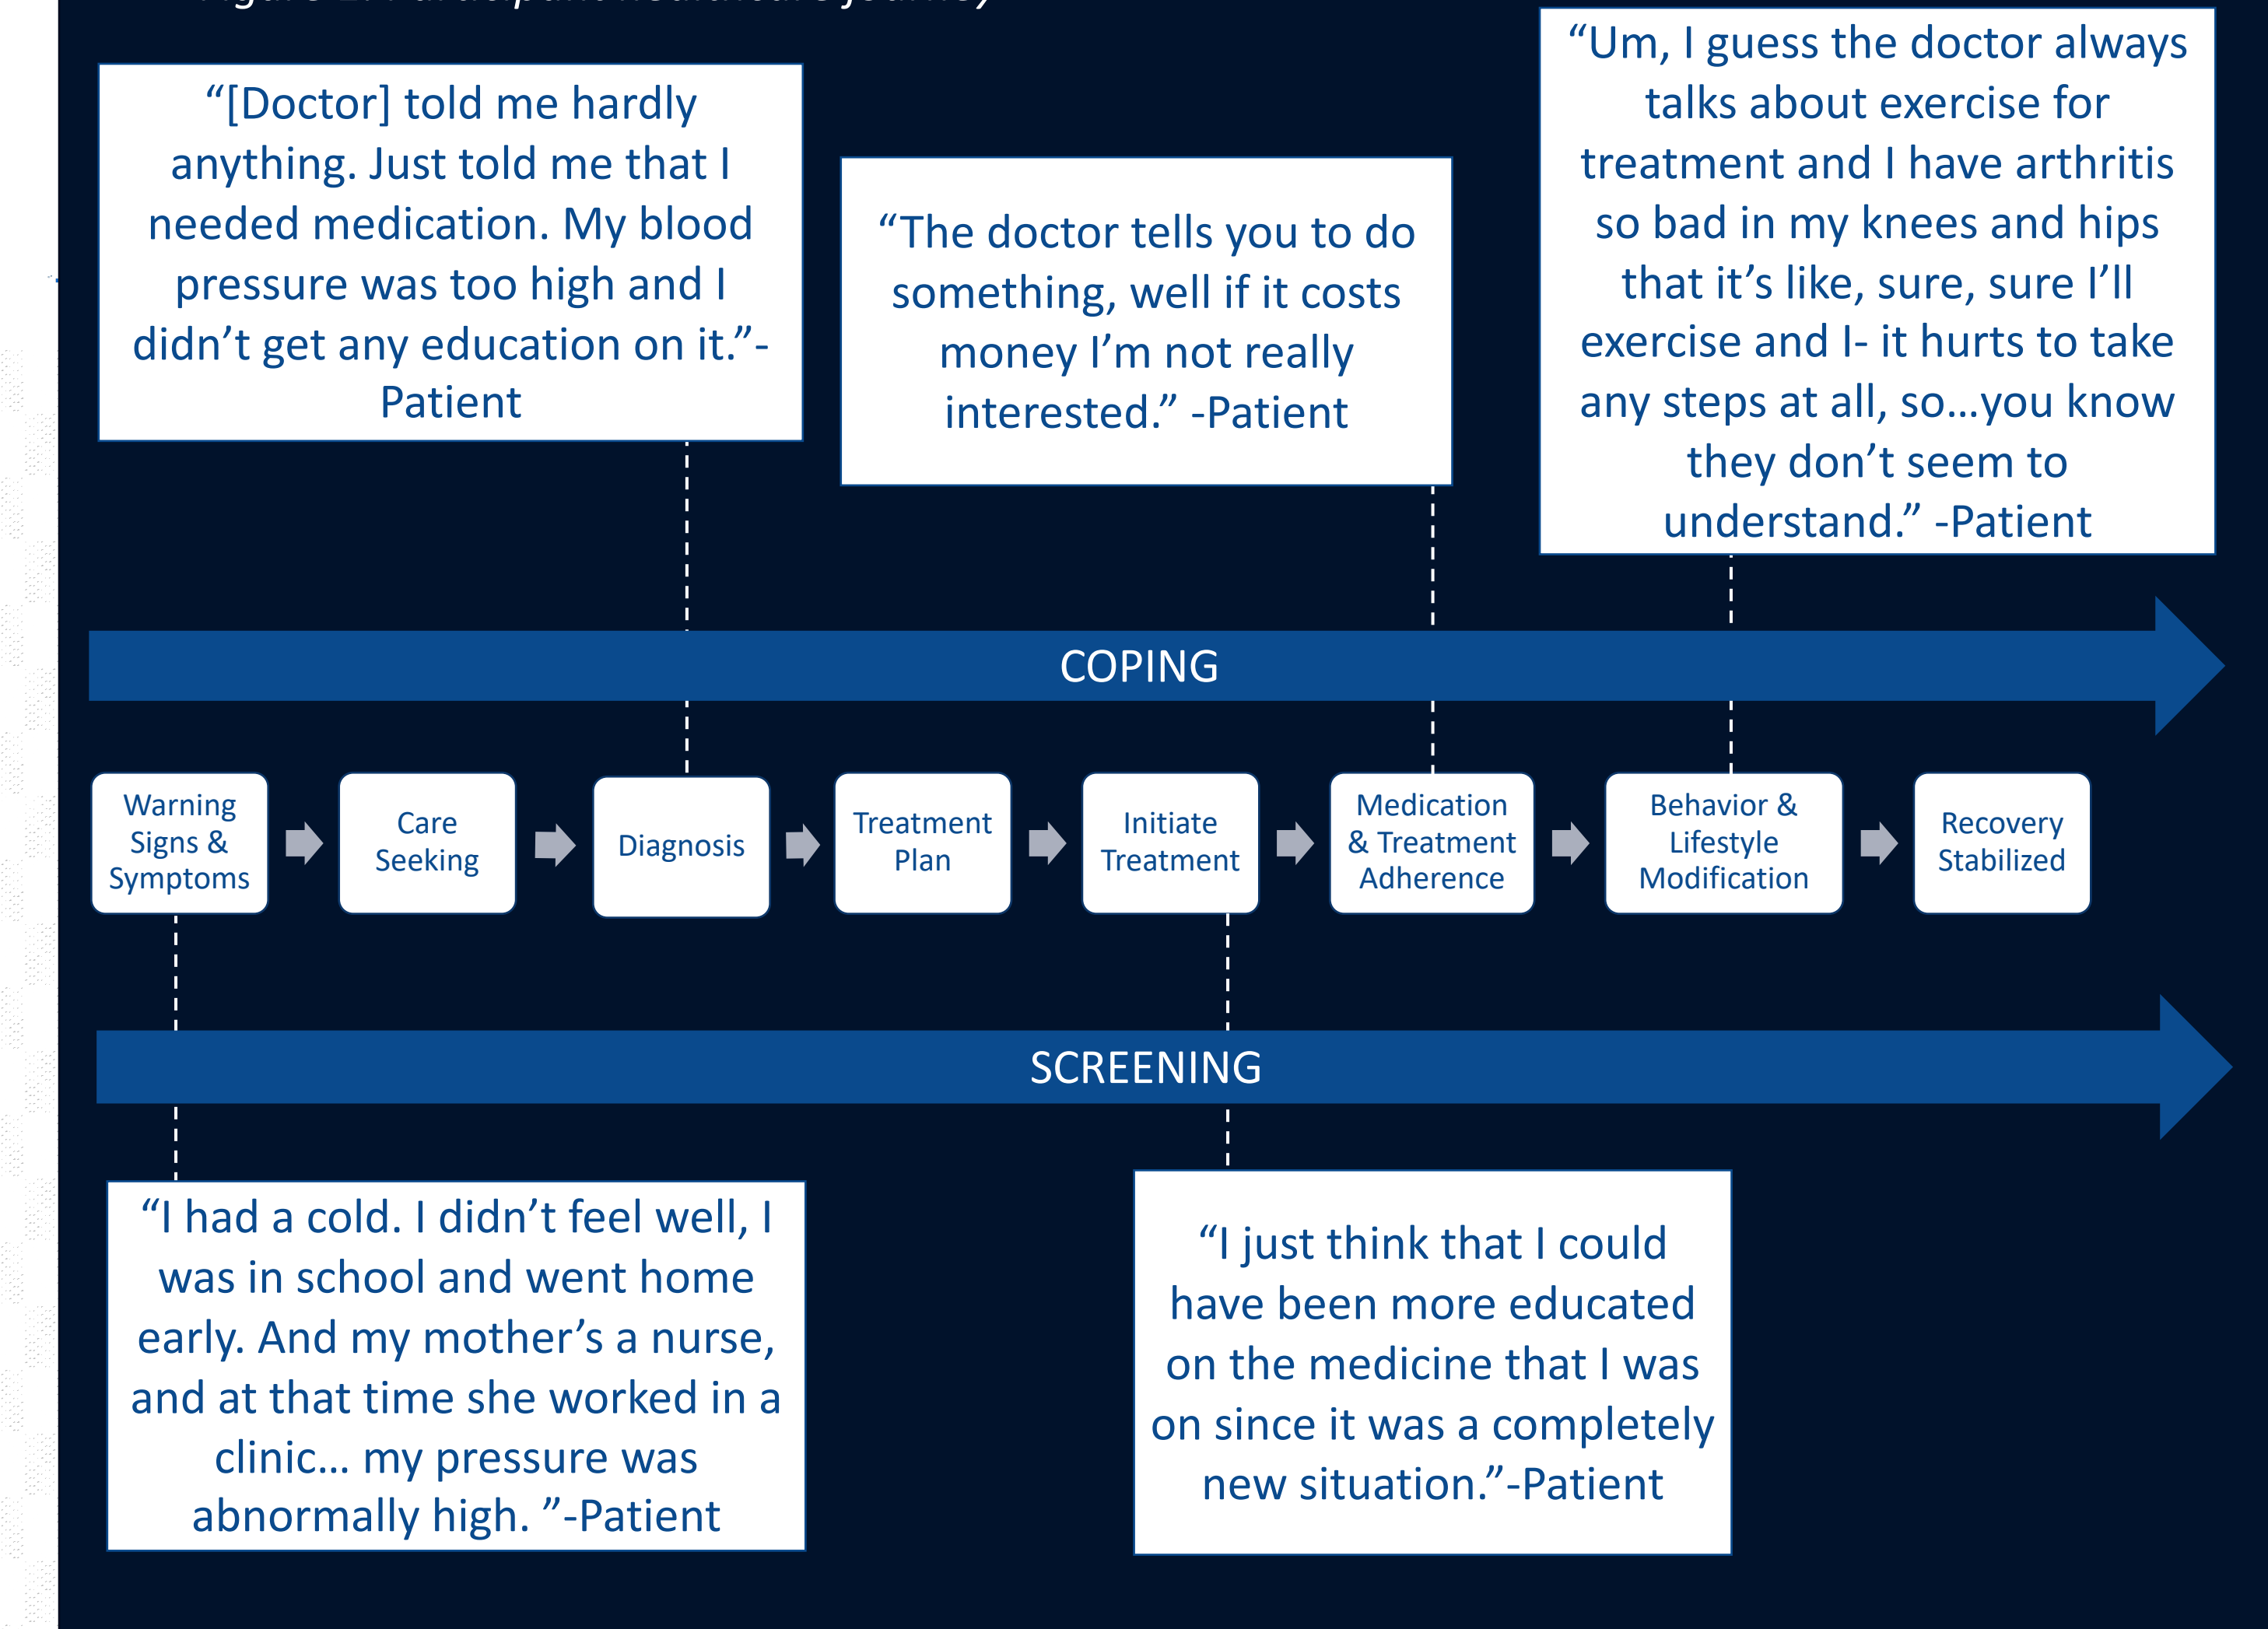 “[Doctor] told me hardly
anything. Just told me that I
needed medication. My blood
pressure was too high and I
didn’t get any education on it.”-
Patient
“The doctor tells you to do
something, well if it costs
money I’m not really
interested.” -Patient
“Um, I guess the doctor always
talks about exercise for
treatment and I have arthritis
so bad in my knees and hips
that it’s like, sure, sure I’ll
exercise and I- it hurts to take
any steps at all, so…you know
they don’t seem to
understand.” -Patient
COPING
Warning
Signs &
Symptoms
Care
Seeking
Diagnosis
Treatment
Plan
Initiate
Treatment
Medication
& Treatment
Adherence
Behavior &
Lifestyle
Modification
Recovery
Stabilized
SCREENING
“I had a cold. I didn’t feel well, I
was in school and went home
early. And my mother’s a nurse,
and at that time she worked in a
clinic… my pressure was
abnormally high. ”-Patient
“I just think that I could
have been more educated
on the medicine that I was
on since it was a completely
new situation.”-Patient